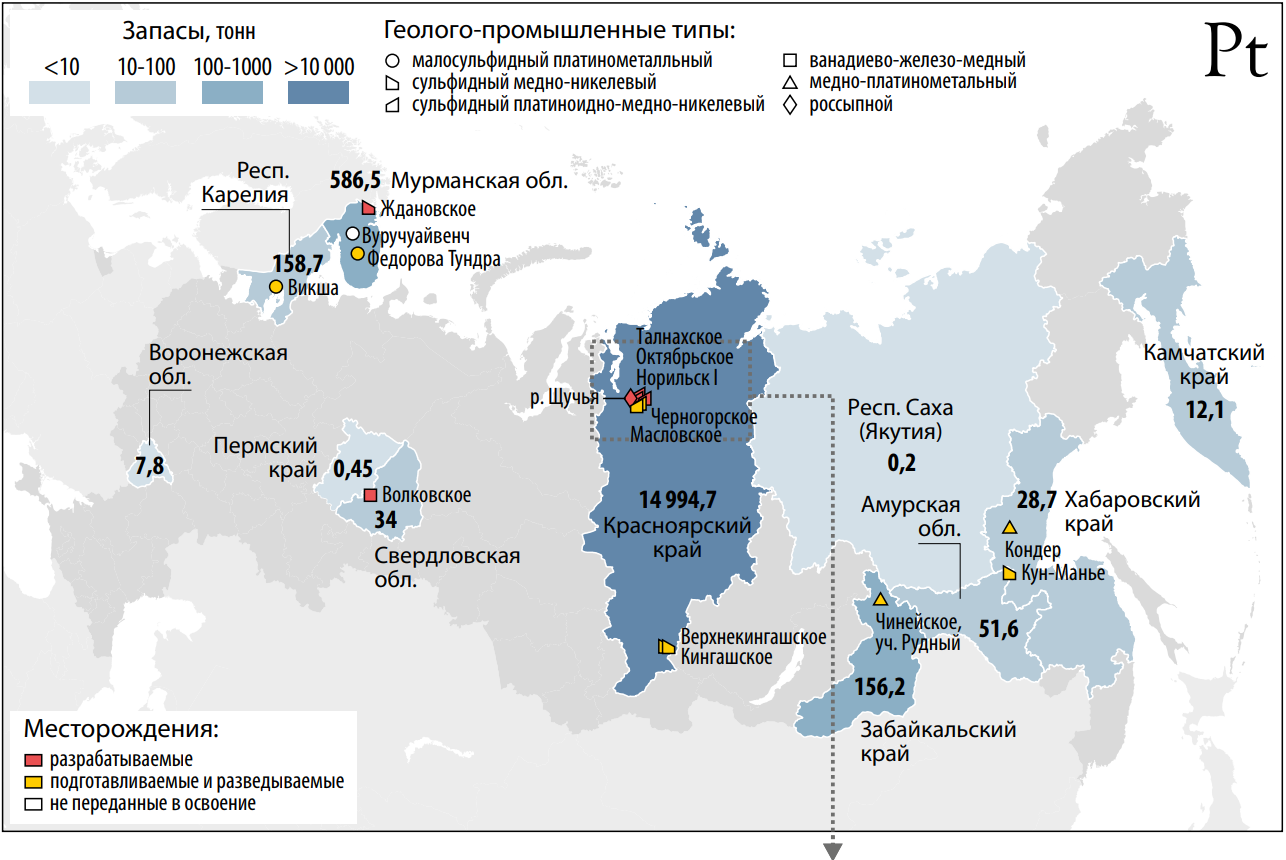 Запасы, тонн
<10
10-100
100-1000
>10 000
Геолого-промышленные типы:
малосульфидный платинометалльный
сульфидный медно-никелевый
сульфидный платиноидно-медно-никелевый
ванадиево-железо-медный
медно-платинометальный
россыпной
Pt
Респ.
Карелия
158,7
Викша
586,5 Мурманская обл.
Ждановское
Вуручуайвенч
Федорова Тундра
Воронежская
обл.
7,8
Пермский
край
0,45
Волковское
34
Свердловская
обл.
Талнахское
Октябрьское
Норильск I
р. Щучья
Черногорское
Масловское
14 994,7
Красноярский
край
Верхнекингашское
Кингашское
Респ. Саха
(Якутия)
0,2
Камчатский
край
12,1
Амурская
обл.
51,6
28,7 Хабаровский
край
Кондер
Кун-Манье
Чинейское,
уч. Рудный
156,2
Забайкальский
край
Месторождения:
разрабатываемые
подготавливаемые и разведываемые
не переданные в освоение